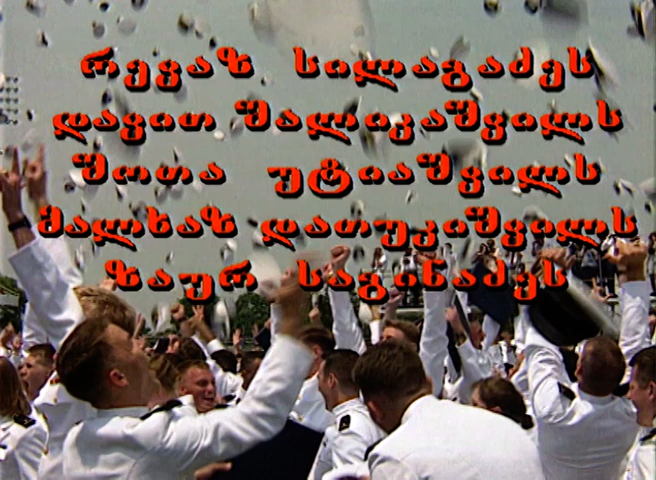 რევაზ სილაგაძეს
დავით შალიკაშვილს
შოთა უტიაშვილს
მალხაზ დათუკიშვილს
ზაურ საგინაძეს